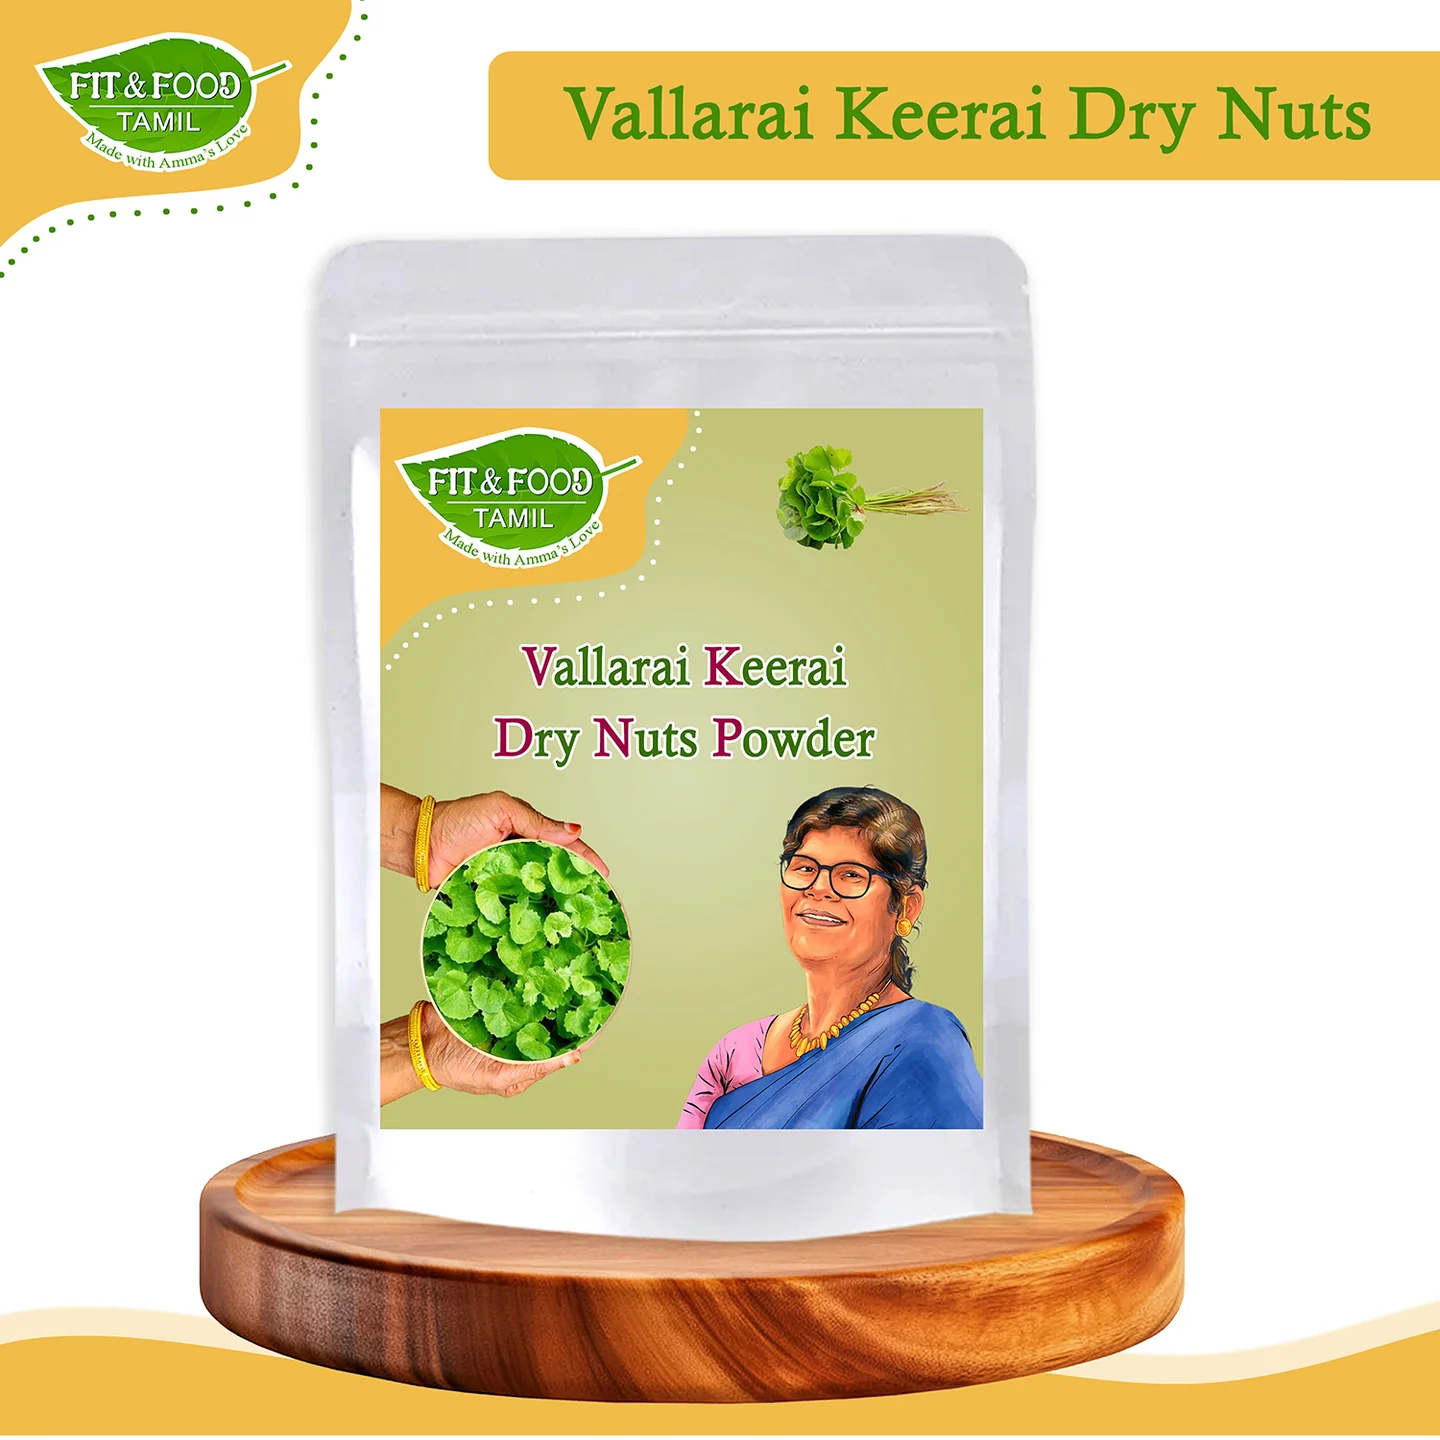 FIT & FOOD
TAMIL
Made with Amma's Love
Vallarai Keerai Dry Nuts
FIT & FOOD
TAMIL
Made with Amma's Love
Vallarai Keerai
Dry Nuts Powder